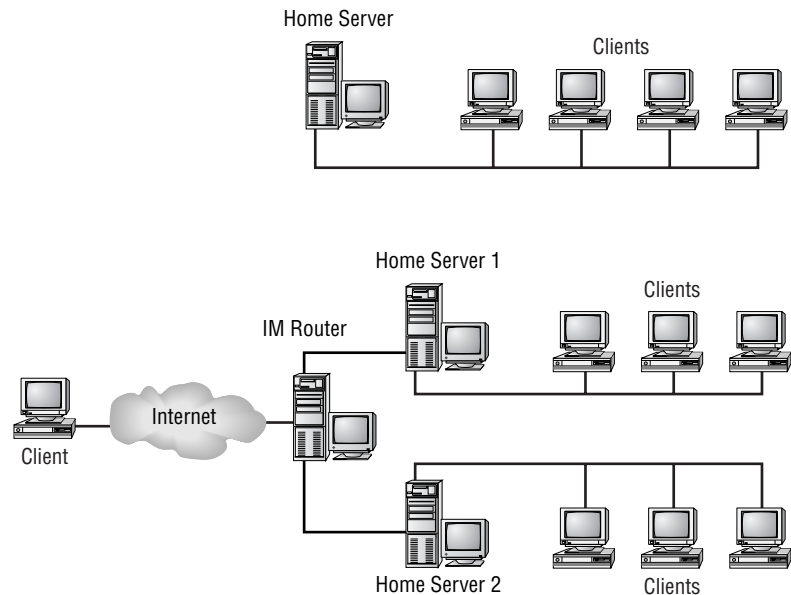 Home Server
Clients
Home Server 1
Clients
IM Router
Internet
Client
Home Server 2
Clients